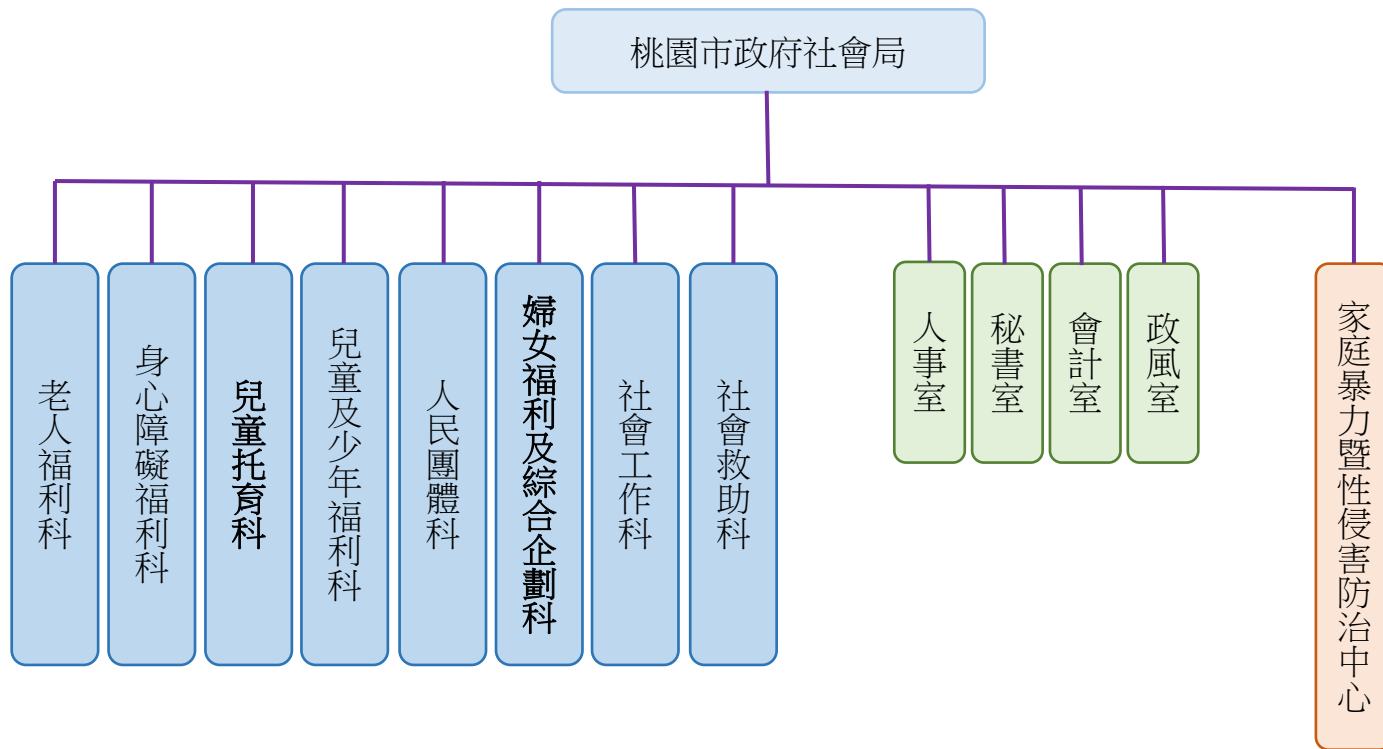 桃園市政府社會局
老人福利科
身心障礙福利科
兒童托育科
兒童及少年福利科
人民團體科
婦女福利及綜合企劃科
社會工作科
社會救助科
人事室
秘書室
會計室
政風室
家庭暴力暨性侵害防治中心